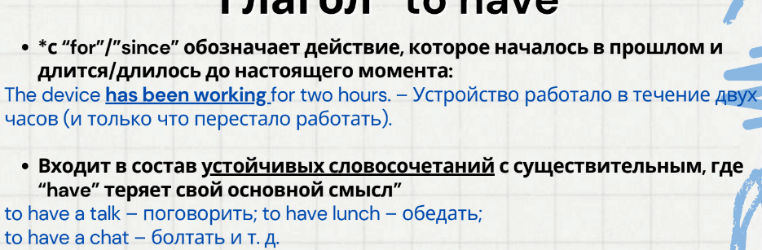 Глагол "to have"
• *с “for”/”since” обозначает действие, которое началось в прошлом и
длится/длилось до настоящего момента:
The device has been working for two hours. – Устройство работало в течение двух
часов (и только что перестало работать).
• Входит в состав устойчивых словосочетаний с существительным, где
“have” теряет свой основной смысл”
to have a talk – поговорить; to have lunch – обедать;
to have a chat – болтать и т. д.